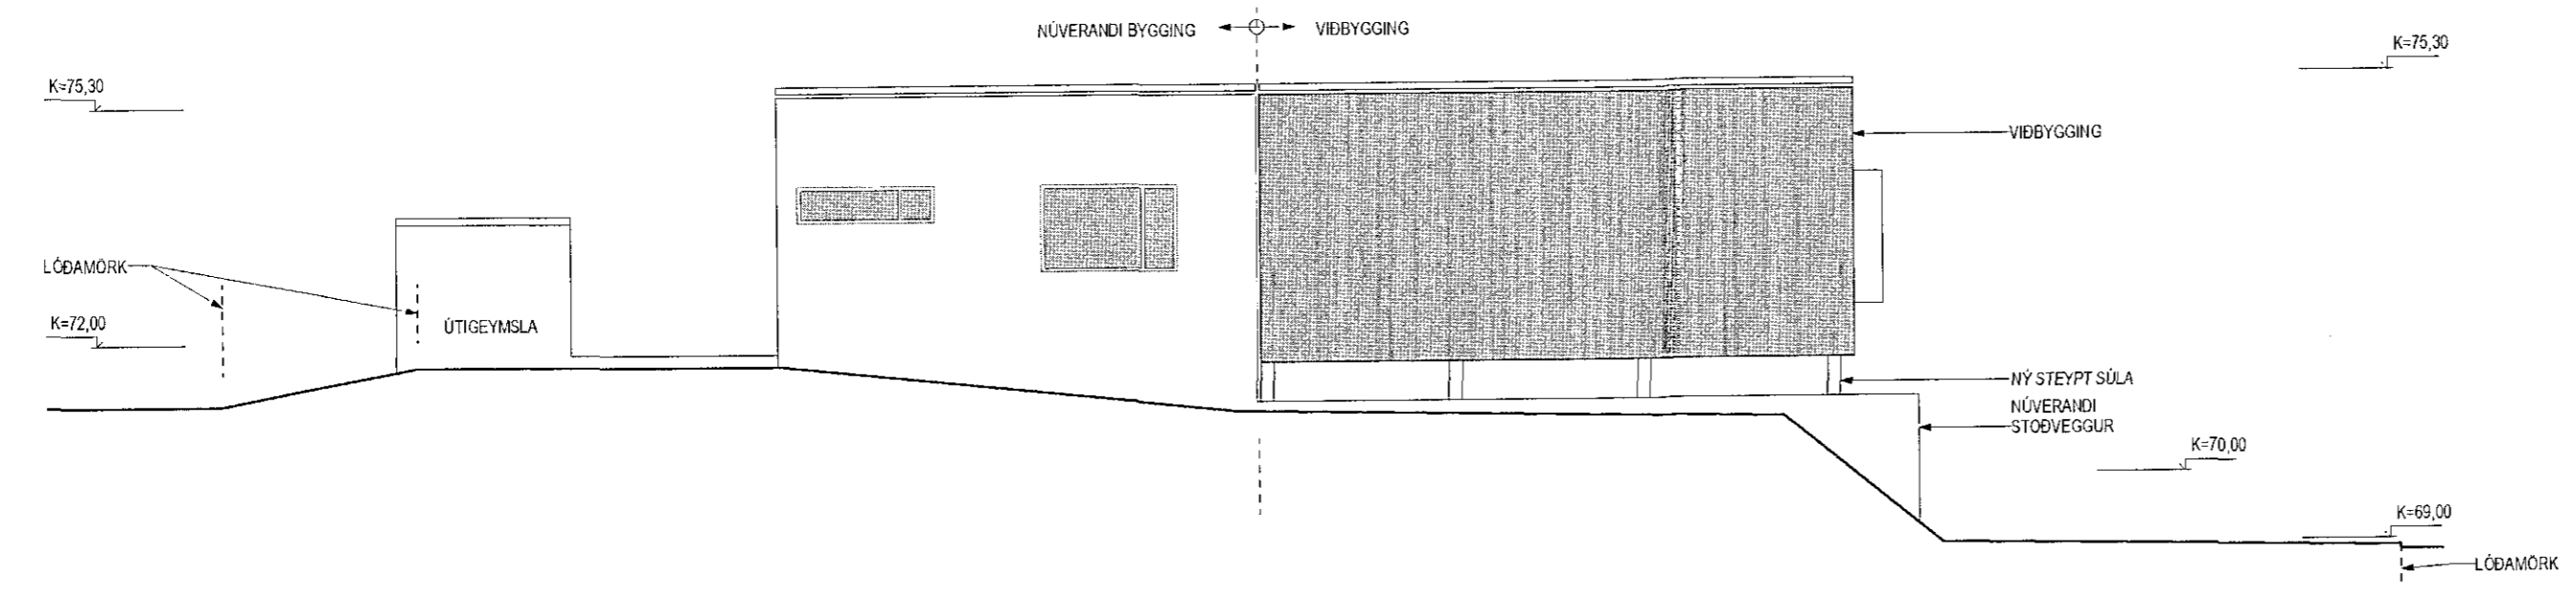 NÚVERANDI BYGGING
VIÐBYGGING
K=75,30
K=75,30
VIÐBYGGING
LÓÐAMÖRK
ÚTIGEYMSLA
K=72,00
NÝ STEYPT SÚLA
NÚVERANDI
STOÐVEGGUR
K=70,00
K=69,00
LÓÐAMÖRK